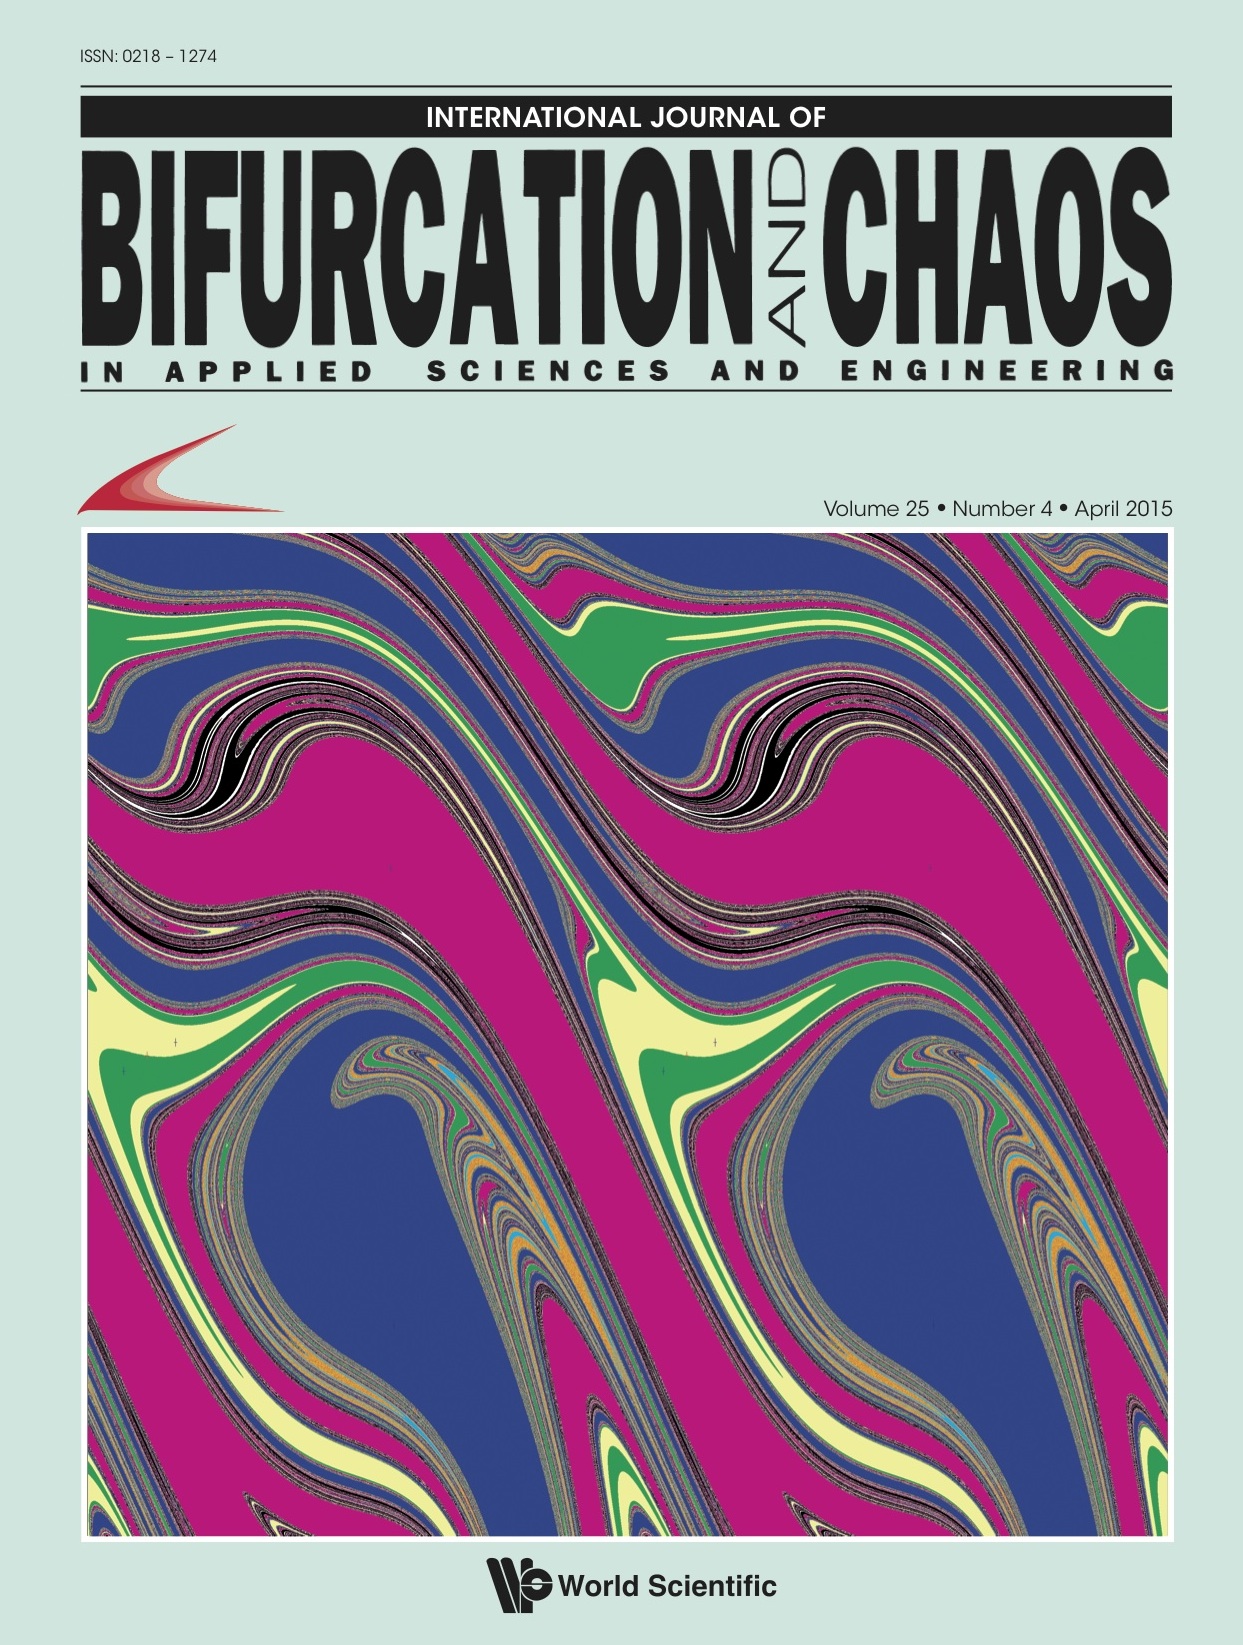 ISSN: 0218 – 1274
INTERNATIONAL JOURNAL OF
BIFURCATION AND CHAOS
IN APPLIED SCIENCES AND ENGINEERING
Volume 25 • Number 4 • April 2015
World Scientific